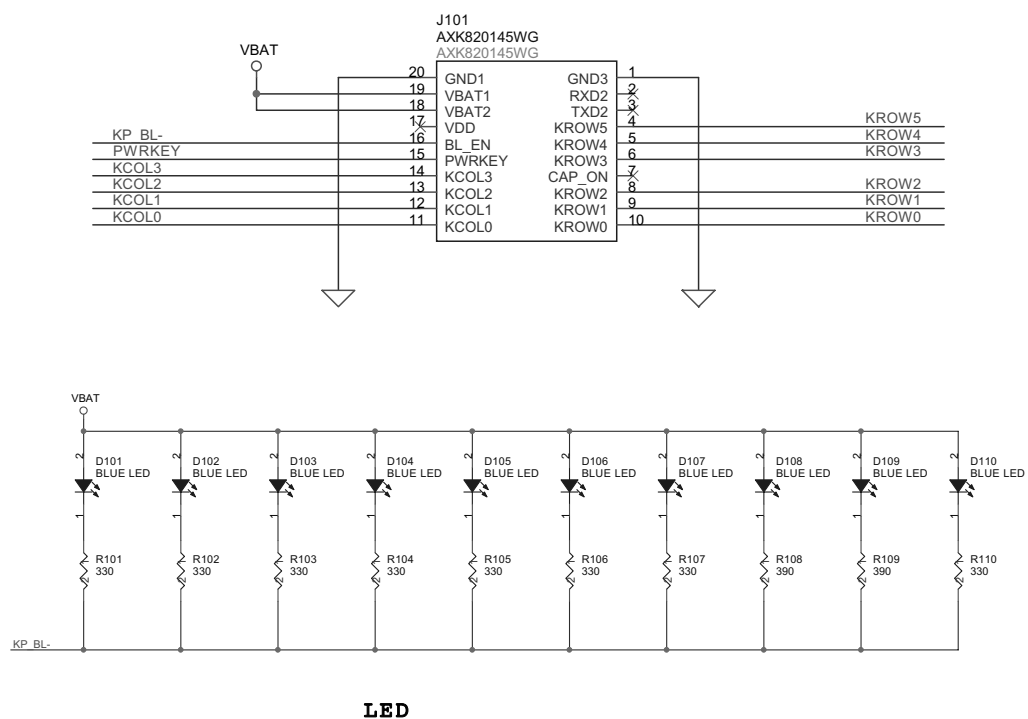 J101
AXK820145WG
AXK820145WG
VBAT
20 GND1 GND3 1
19 VBAT1 RXD2 2
18 VBAT2 TXD2 3
17 VDD KROW5 4 KROW5
KP_BL- 16 BL_EN KROW4 5 KROW4
PWRKEY 15 PWRKEY KROW3 6 KROW3
KCOL3 14 KCOL3 CAP_ON 7
KCOL2 13 KCOL2 KROW2 8 KROW2
KCOL1 12 KCOL1 KROW1 9 KROW1
KCOL0 11 KCOL0 KROW0 10 KROW0
VBAT
2 2 2 2 2 2 2 2 2 2
D101 D102 D103 D104 D105 D106 D107 D108 D109 D110
BLUE LED BLUE LED BLUE LED BLUE LED BLUE LED BLUE LED BLUE LED BLUE LED BLUE LED BLUE LED
1 1 1 1 1 1 1 1 1 1
1 1 1 1 1 1 1 1 1 1
R101 R102 R103 R104 R105 R106 R107 R108 R109 R110
330 330 330 330 330 330 330 390 390 330
2 2 2 2 2 2 2 2 2 2
KP_BL-
LED